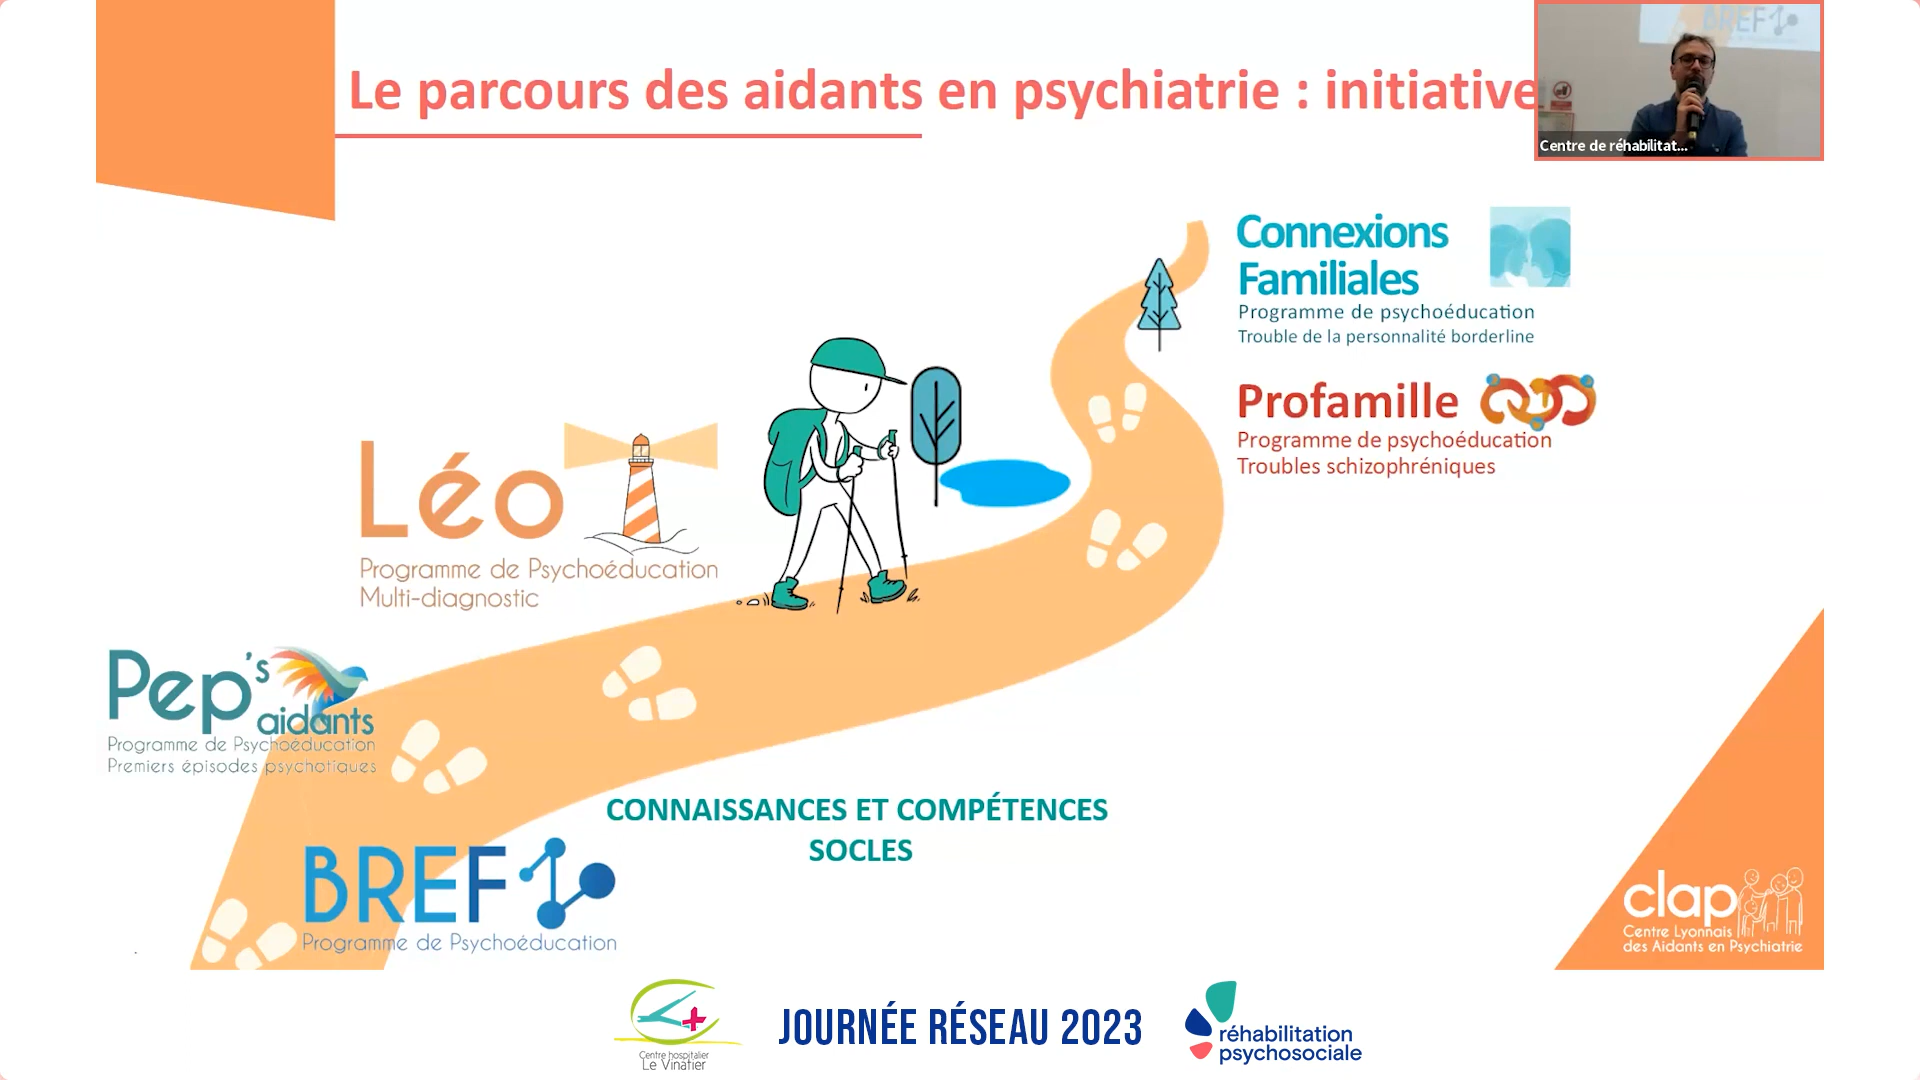 Le parcours des aidants en psychiatrie : initiative
BREF
Centre de réhabilitat...
Connexions
Familiales
Programme de psychoéducation
Trouble de la personnalité borderline
Profamille
Programme de psychoéducation
Troubles schizophréniques
Léo
Programme de Psychoéducation
Multi-diagnostic
Pep's
aidants
Programme de Psychoéducation
Premiers épisodes psychotiques
CONNAISSANCES ET COMPÉTENCES
SOCLES
BREF
Programme de Psychoéducation
clap
Centre Lyonnais
des Aidants en Psychiatrie
Centre hospitalier
Le Vinatier
JOURNÉE RÉSEAU 2023
réhabilitation
psychosociale